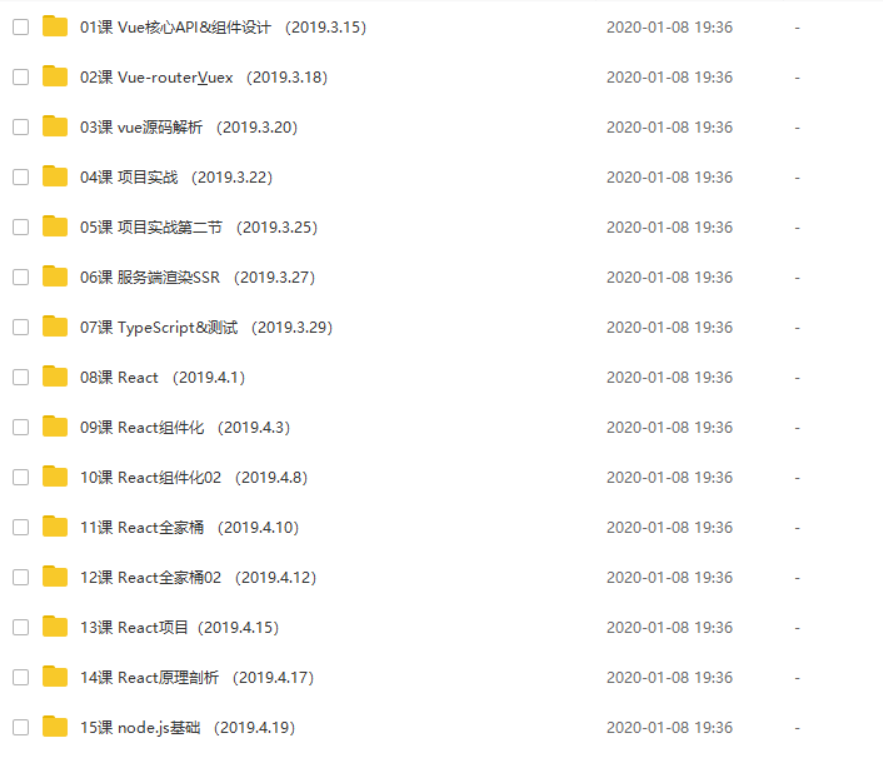 01课 Vue核心API&组件设计 （2019.3.15） 2020-01-08 19:36 -
02课 Vue-routerVuex （2019.3.18） 2020-01-08 19:36 -
03课 vue源码解析 （2019.3.20） 2020-01-08 19:36 -
04课 项目实战 （2019.3.22） 2020-01-08 19:36 -
05课 项目实战第二节 （2019.3.25） 2020-01-08 19:36 -
06课 服务端渲染SSR （2019.3.27） 2020-01-08 19:36 -
07课 TypeScript&测试 （2019.3.29） 2020-01-08 19:36 -
08课 React （2019.4.1） 2020-01-08 19:36 -
09课 React组件化 （2019.4.3） 2020-01-08 19:36 -
10课 React组件化02 （2019.4.8） 2020-01-08 19:36 -
11课 React全家桶 （2019.4.10） 2020-01-08 19:36 -
12课 React全家桶02 （2019.4.12） 2020-01-08 19:36 -
13课 React项目（2019.4.15） 2020-01-08 19:36 -
14课 React原理剖析 （2019.4.17） 2020-01-08 19:36 -
15课 node.js基础 （2019.4.19） 2020-01-08 19:36 -